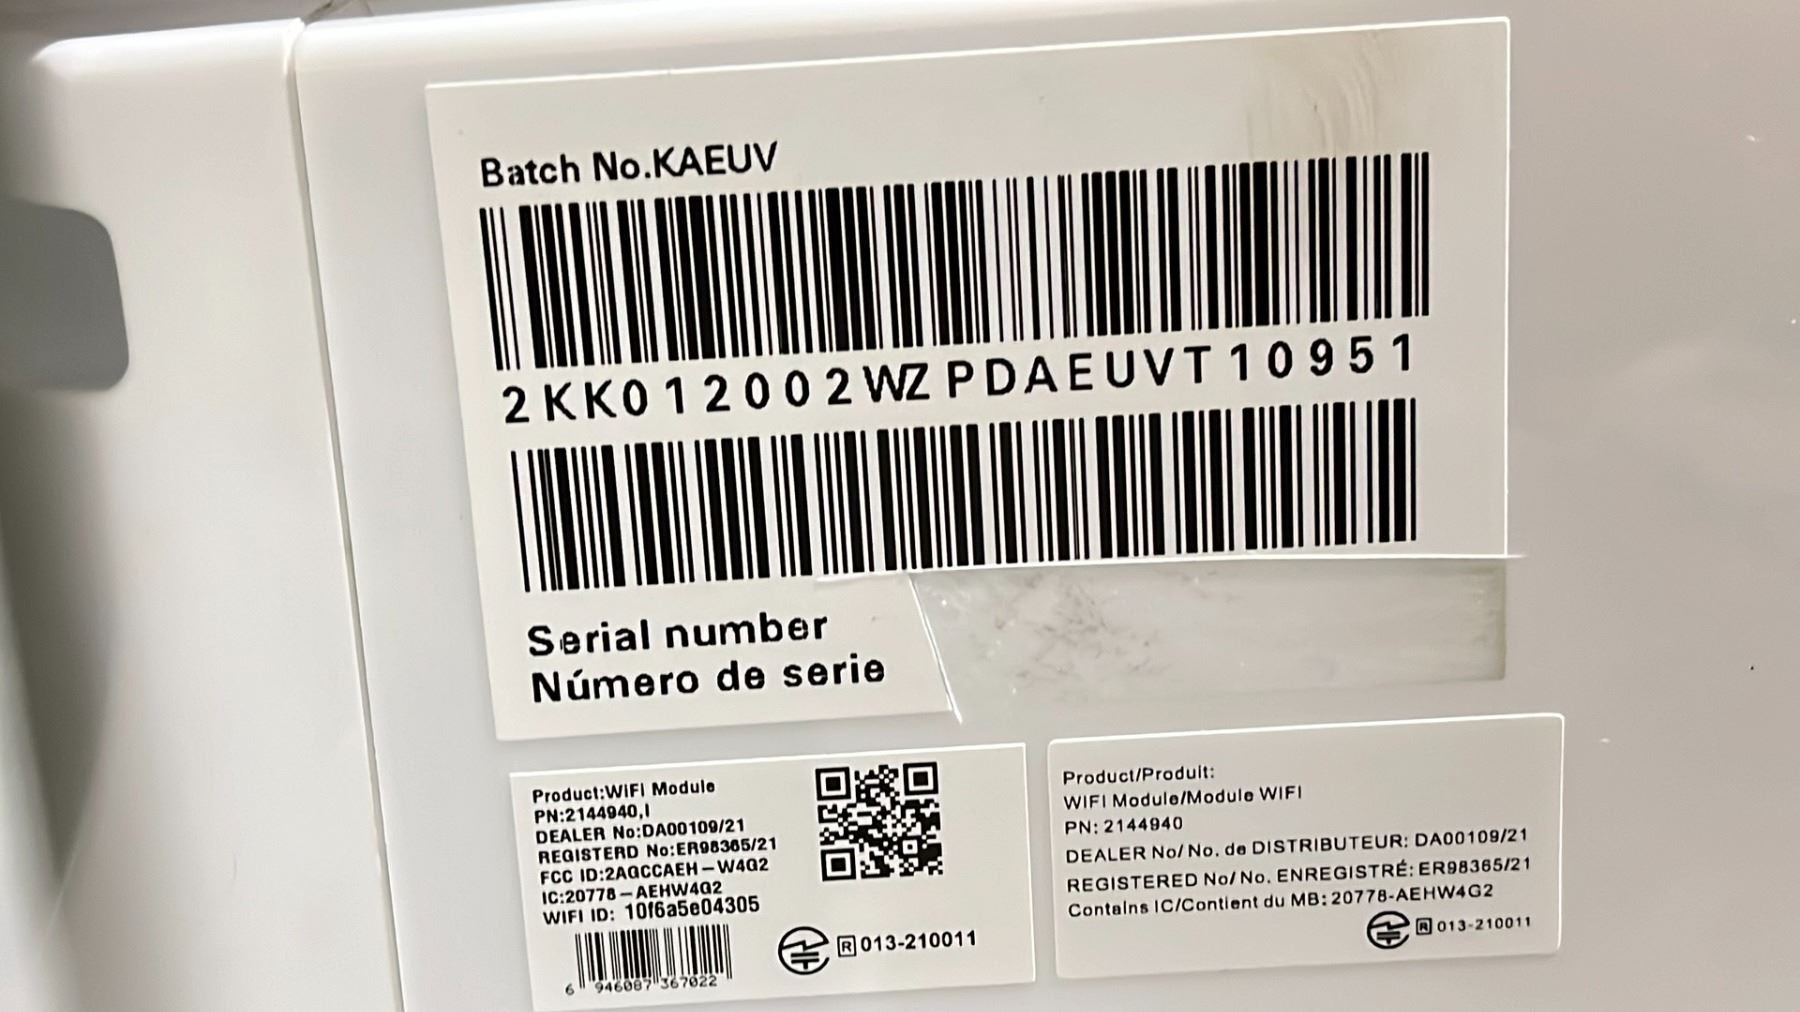 Batch No.KAEUV
2KK012002WZPDAEUVT10951
Serial number
Número de serie
Product:WIFI Module
PN:2144940,I
DEALER No:DA00109/21
REGISTERD No:ER98365/21
FCC ID:2AQCCAEH-W4G2
IC:20778-AEHW4G2
WIFI ID: 10f6a5e04305
R 013-210011
6 946087 367022
Product/Produit:
WIFI Module/Module WIFI
PN: 2144940
DEALER No/ No. de DISTRIBUTEUR: DA00109/21
REGISTERED No/ No. ENREGISTRÉ: ER98365/21
Contains IC/Contient du MB: 20778-AEHW4G2
R 013-210011